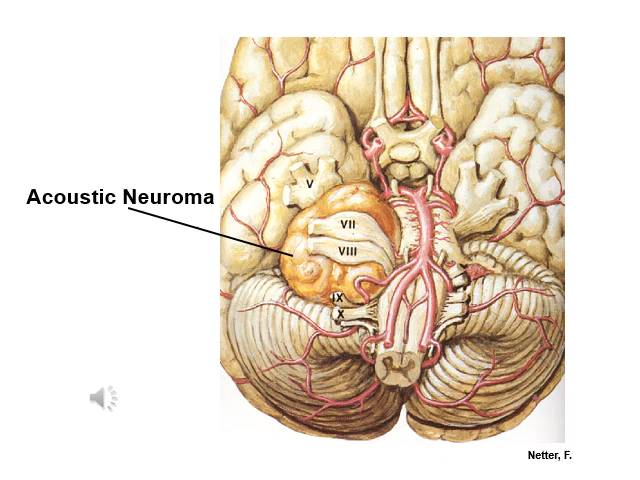 V
Acoustic Neuroma
VII
VIII
IX
X
Netter, F.